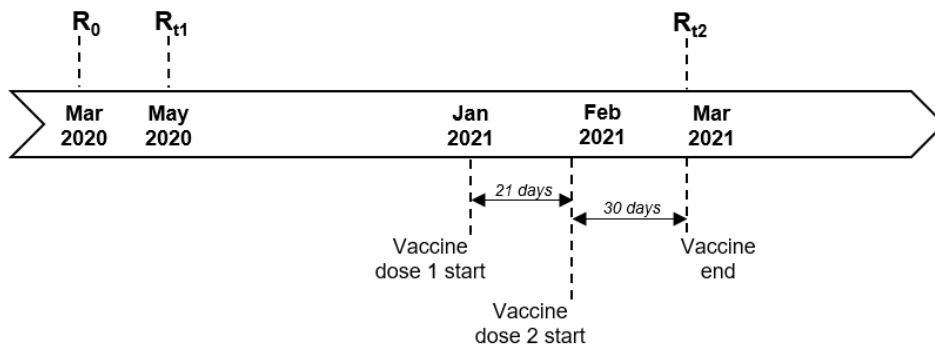 R0 Rt1 Rt2
Mar May Jan Feb Mar
2020 2020 2021 2021 2021
21 days
30 days
Vaccine Vaccine
dose 1 start end
Vaccine
dose 2 start